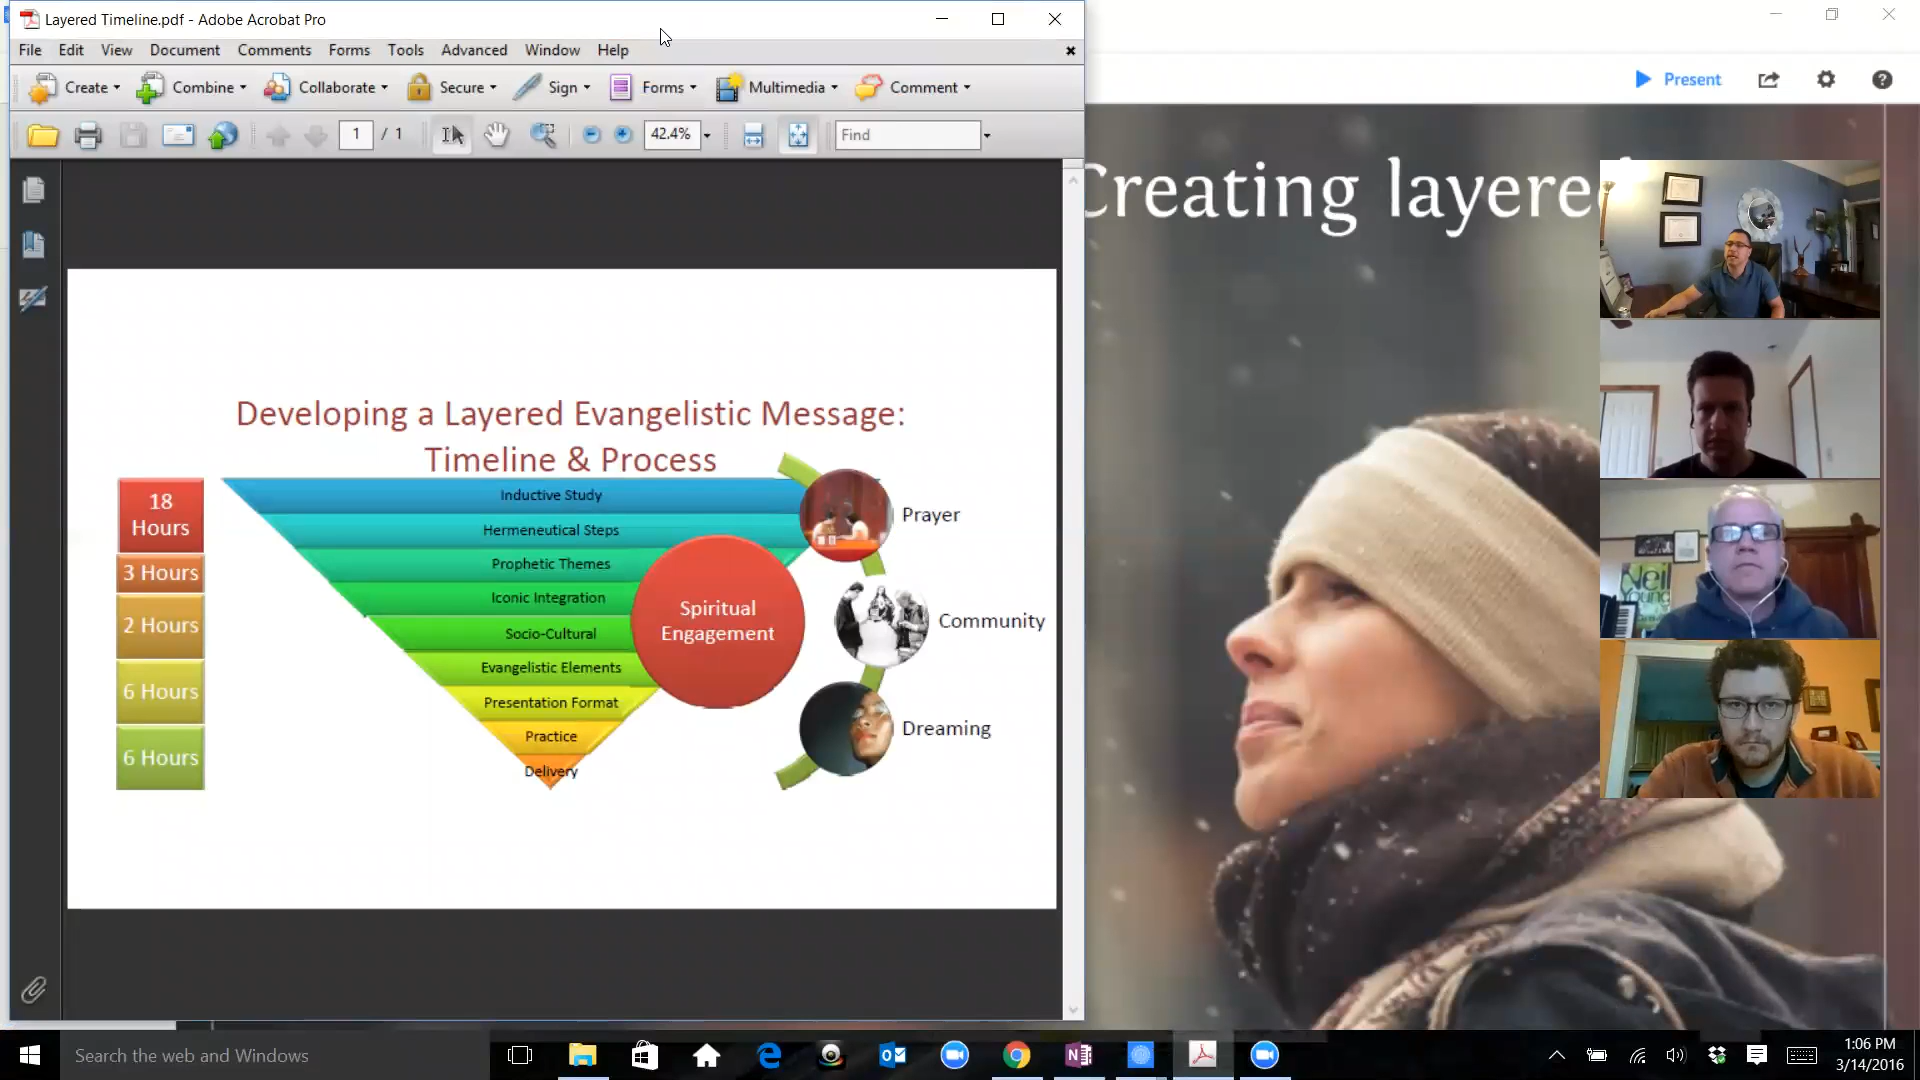 Layered Timeline.pdf - Adobe Acrobat Pro
File Edit View Document Comments Forms Tools Advanced Window Help
Create Combine Collaborate Secure Sign Forms Multimedia Comment
1 / 1 42.4% Find
Present
Creating layere
Developing a Layered Evangelistic Message:
Timeline & Process
18
Hours
3 Hours
2 Hours
6 Hours
6 Hours
Inductive Study
Hermeneutical Steps
Prophetic Themes
Iconic Integration
Socio-Cultural
Evangelistic Elements
Presentation Format
Practice
Delivery
Spiritual
Engagement
Prayer
Community
Dreaming
Neil
Young
Search the web and Windows
1:06 PM
3/14/2016